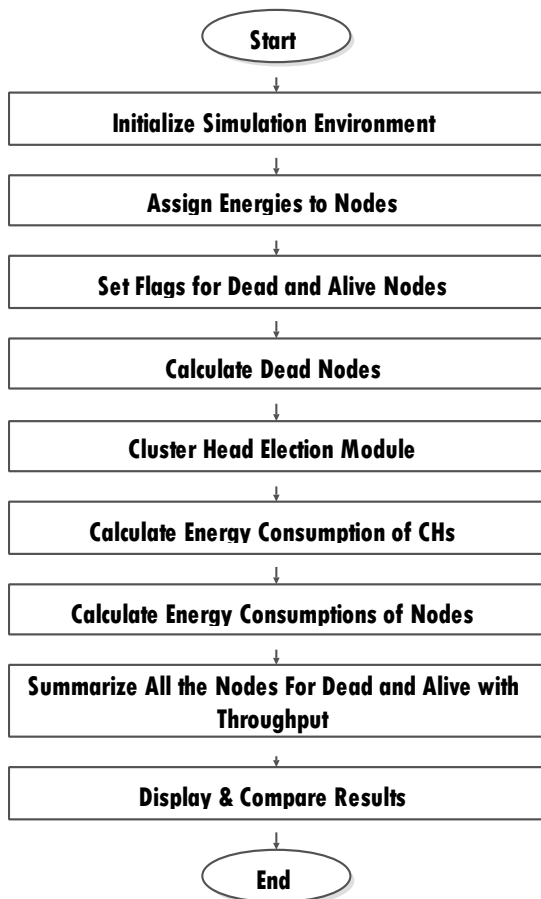 Start
Initialize Simulation Environment
Assign Energies to Nodes
Set Flags for Dead and Alive Nodes
Calculate Dead Nodes
Cluster Head Election Module
Calculate Energy Consumption of CHs
Calculate Energy Consumptions of Nodes
Summarize All the Nodes For Dead and Alive with
Throughput
Display & Compare Results
End